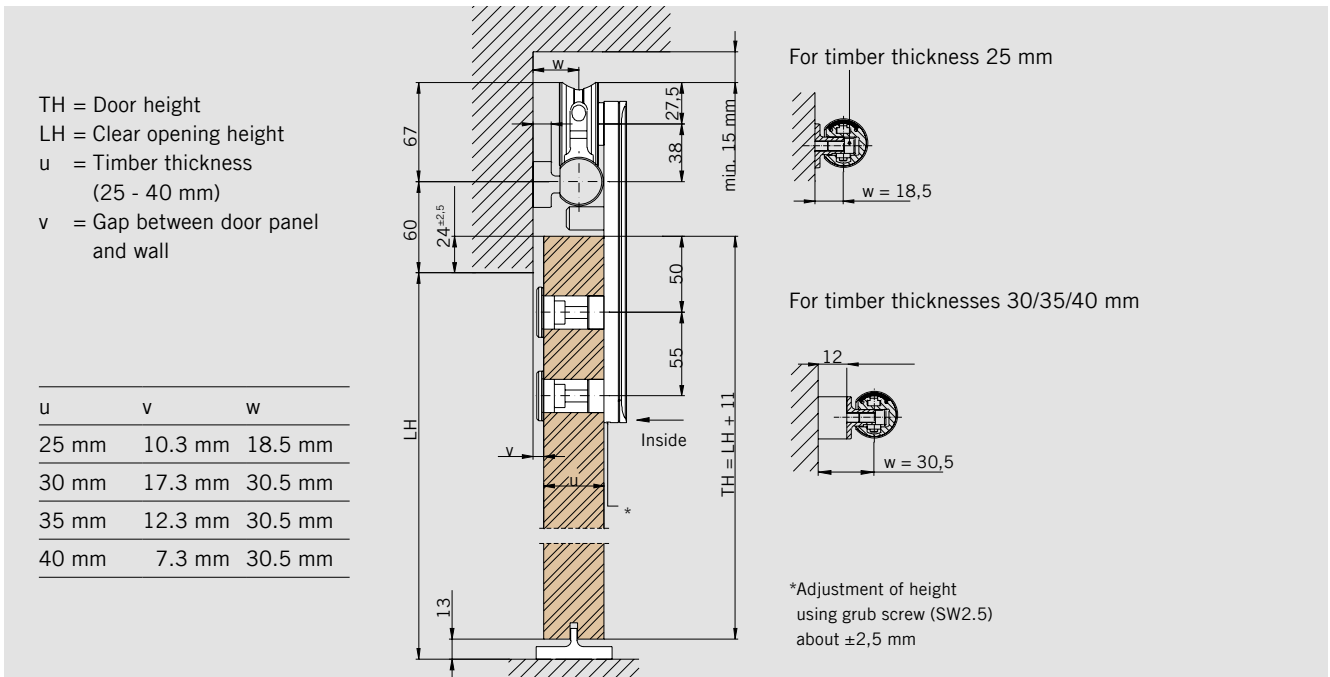 TH = Door height
LH = Clear opening height
u = Timber thickness
(25 - 40 mm)
v = Gap between door panel
and wall
u v w
25 mm 10.3 mm 18.5 mm
30 mm 17.3 mm 30.5 mm
35 mm 12.3 mm 30.5 mm
40 mm 7.3 mm 30.5 mm
w
67
60
24±2,5
LH
13
v
u
27,5
38
min. 15 mm
50
55
TH = LH + 11
Inside
*
For timber thickness 25 mm
w = 18,5
For timber thicknesses 30/35/40 mm
12
w = 30,5
*Adjustment of height
using grub screw (SW2.5)
about ±2,5 mm